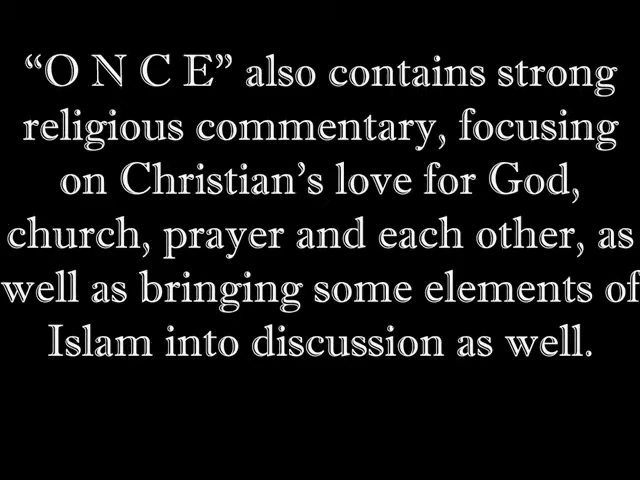 “O N C E” also contains strong
religious commentary, focusing
on Christian’s love for God,
church, prayer and each other, as
well as bringing some elements of
Islam into discussion as well.